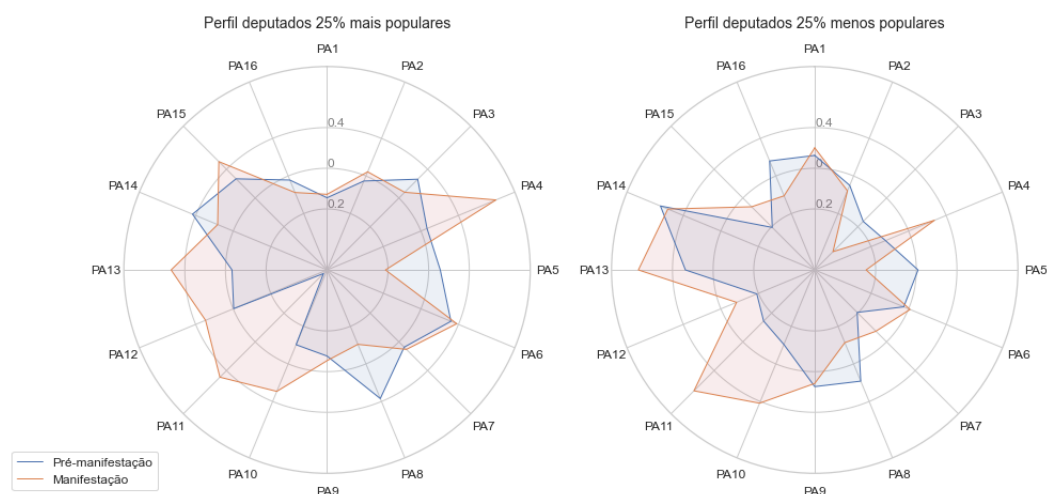 Perfil deputados 25% mais populares
PA1
PA2
PA3
PA4
PA5
PA6
PA7
PA8
PA9
PA10
PA11
PA12
PA13
PA14
PA15
PA16
0.4
0
0.2
Perfil deputados 25% menos populares
PA1
PA2
PA3
PA4
PA5
PA6
PA7
PA8
PA9
PA10
PA11
PA12
PA13
PA14
PA15
PA16
0.4
0
0.2
Pré-manifestação
Manifestação